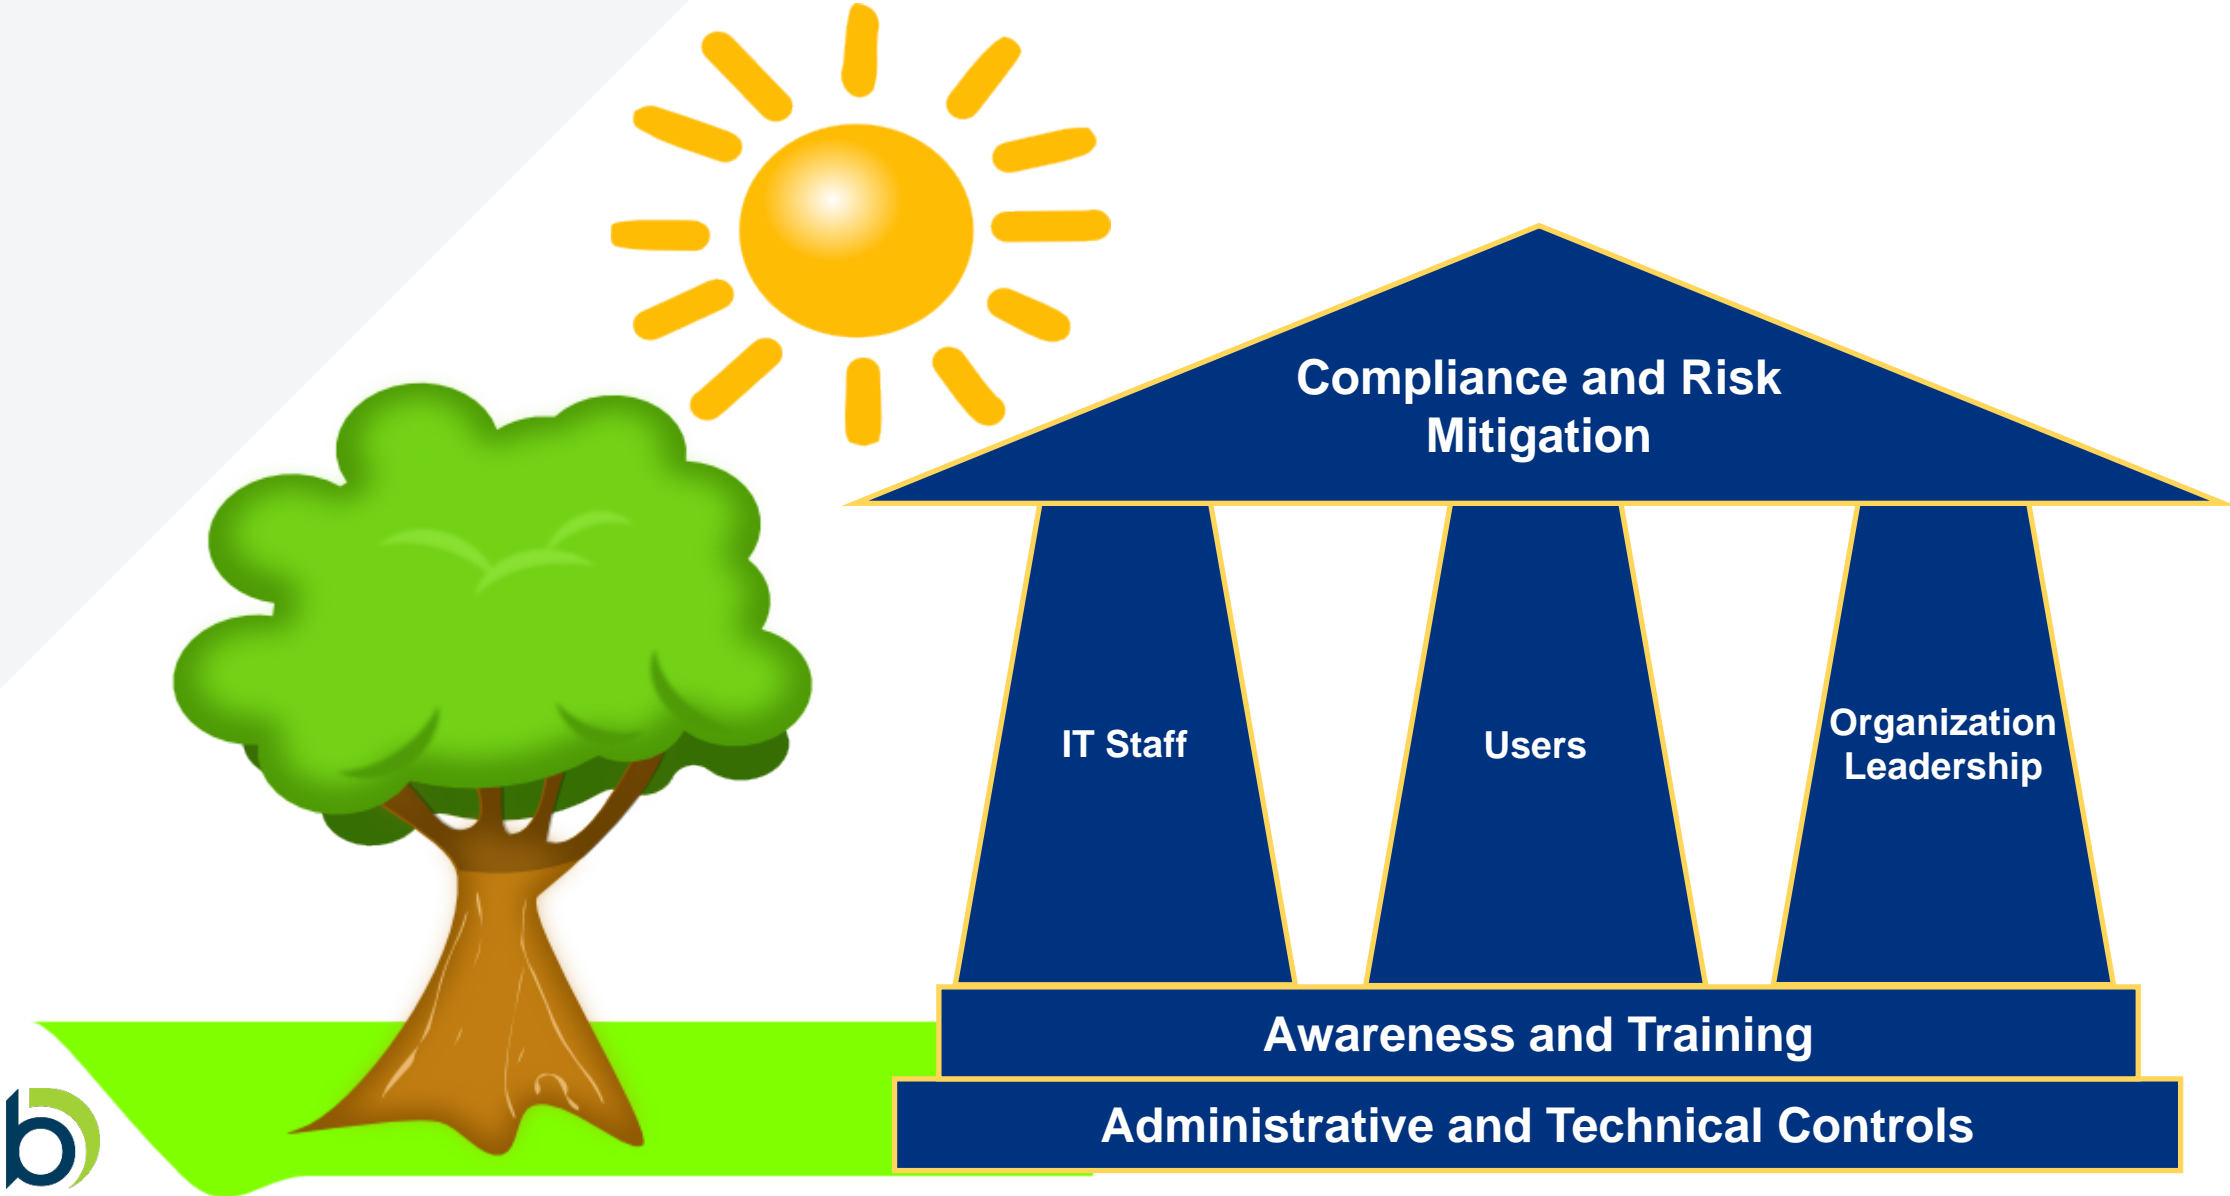 Compliance and Risk
Mitigation
IT Staff
Users
Organization
Leadership
Awareness and Training
Administrative and Technical Controls